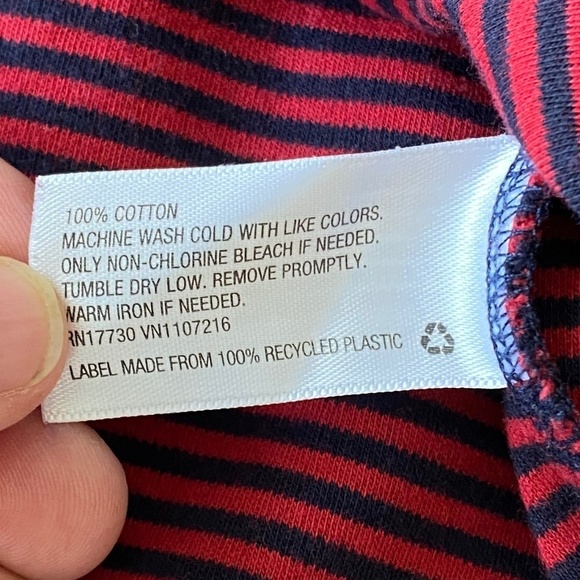 100% COTTON
MACHINE WASH COLD WITH LIKE COLORS.
ONLY NON-CHLORINE BLEACH IF NEEDED.
TUMBLE DRY LOW. REMOVE PROMPTLY.
WARM IRON IF NEEDED.
RN17730 VN1107216
LABEL MADE FROM 100% RECYCLED PLASTIC